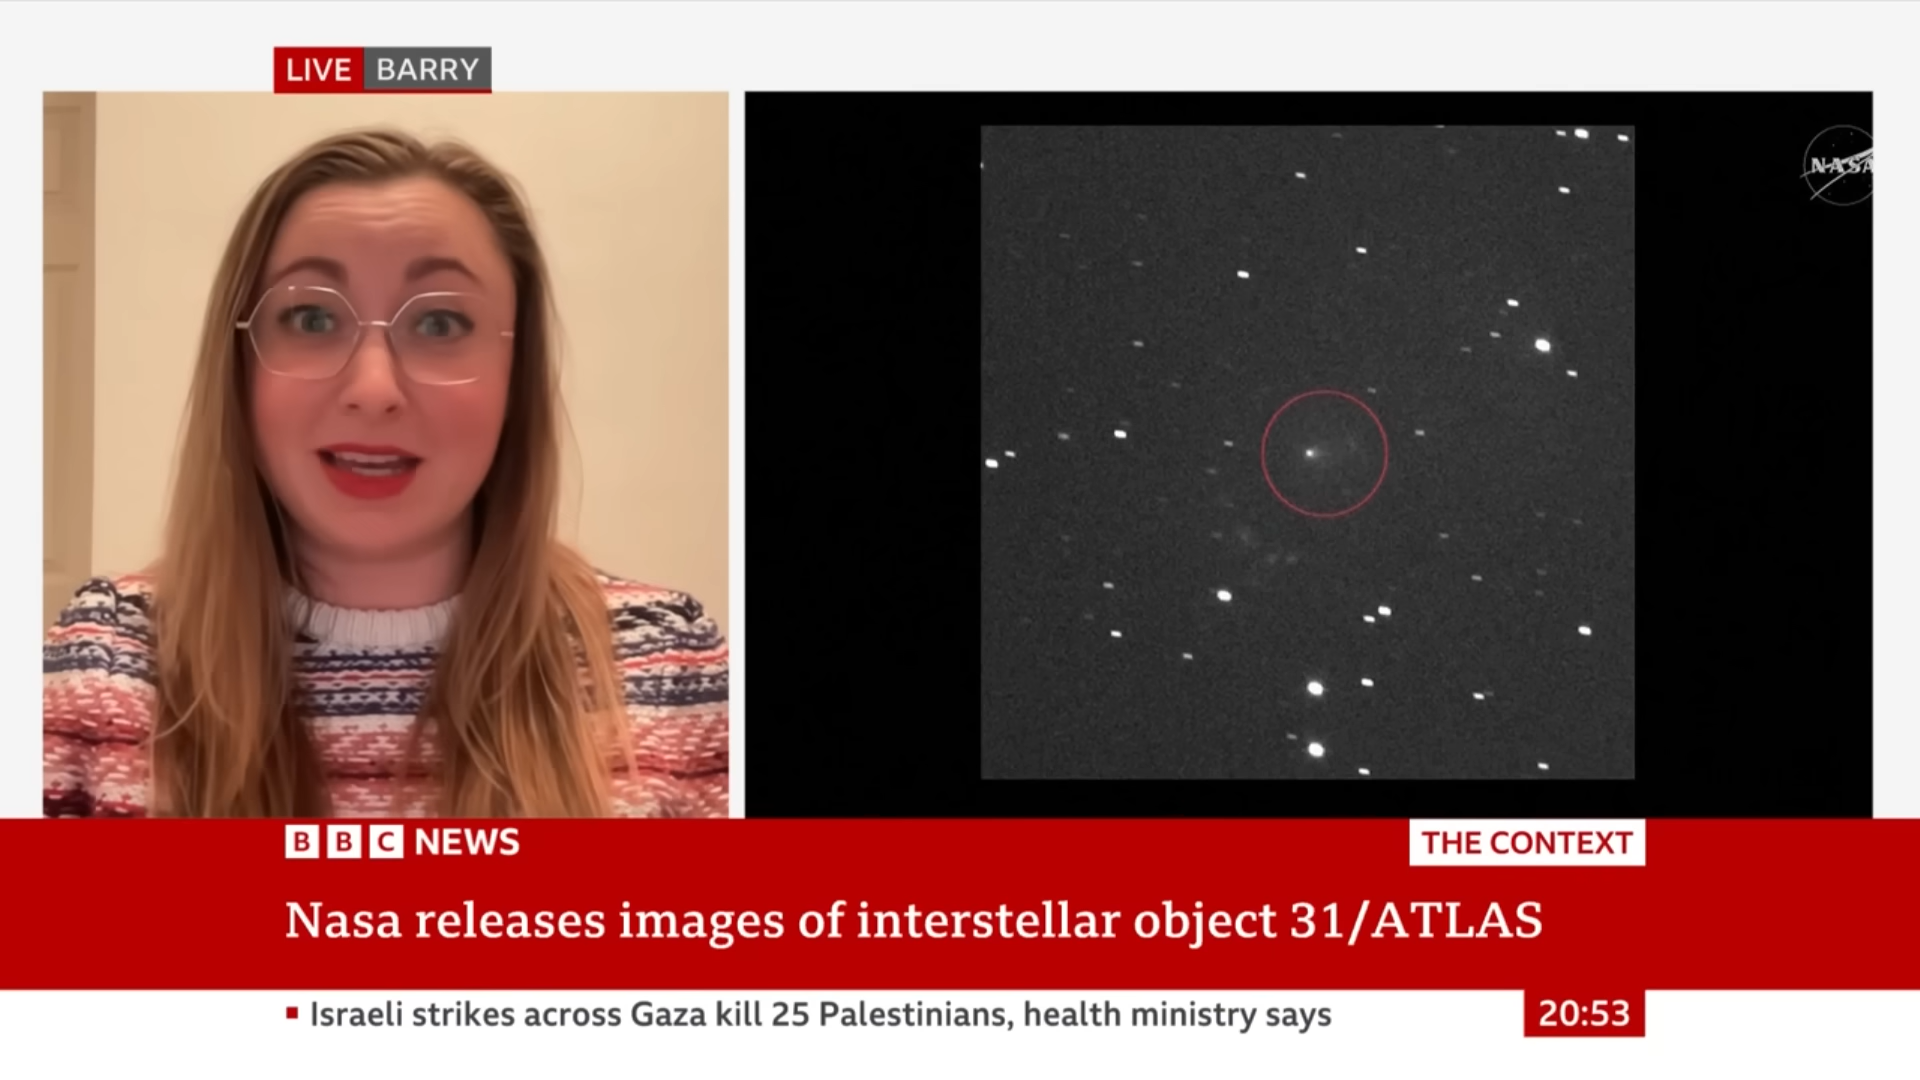 LIVE BARRY
NASA
BBC NEWS
THE CONTEXT
Nasa releases images of interstellar object 31/ATLAS
Israeli strikes across Gaza kill 25 Palestinians, health ministry says
20:53